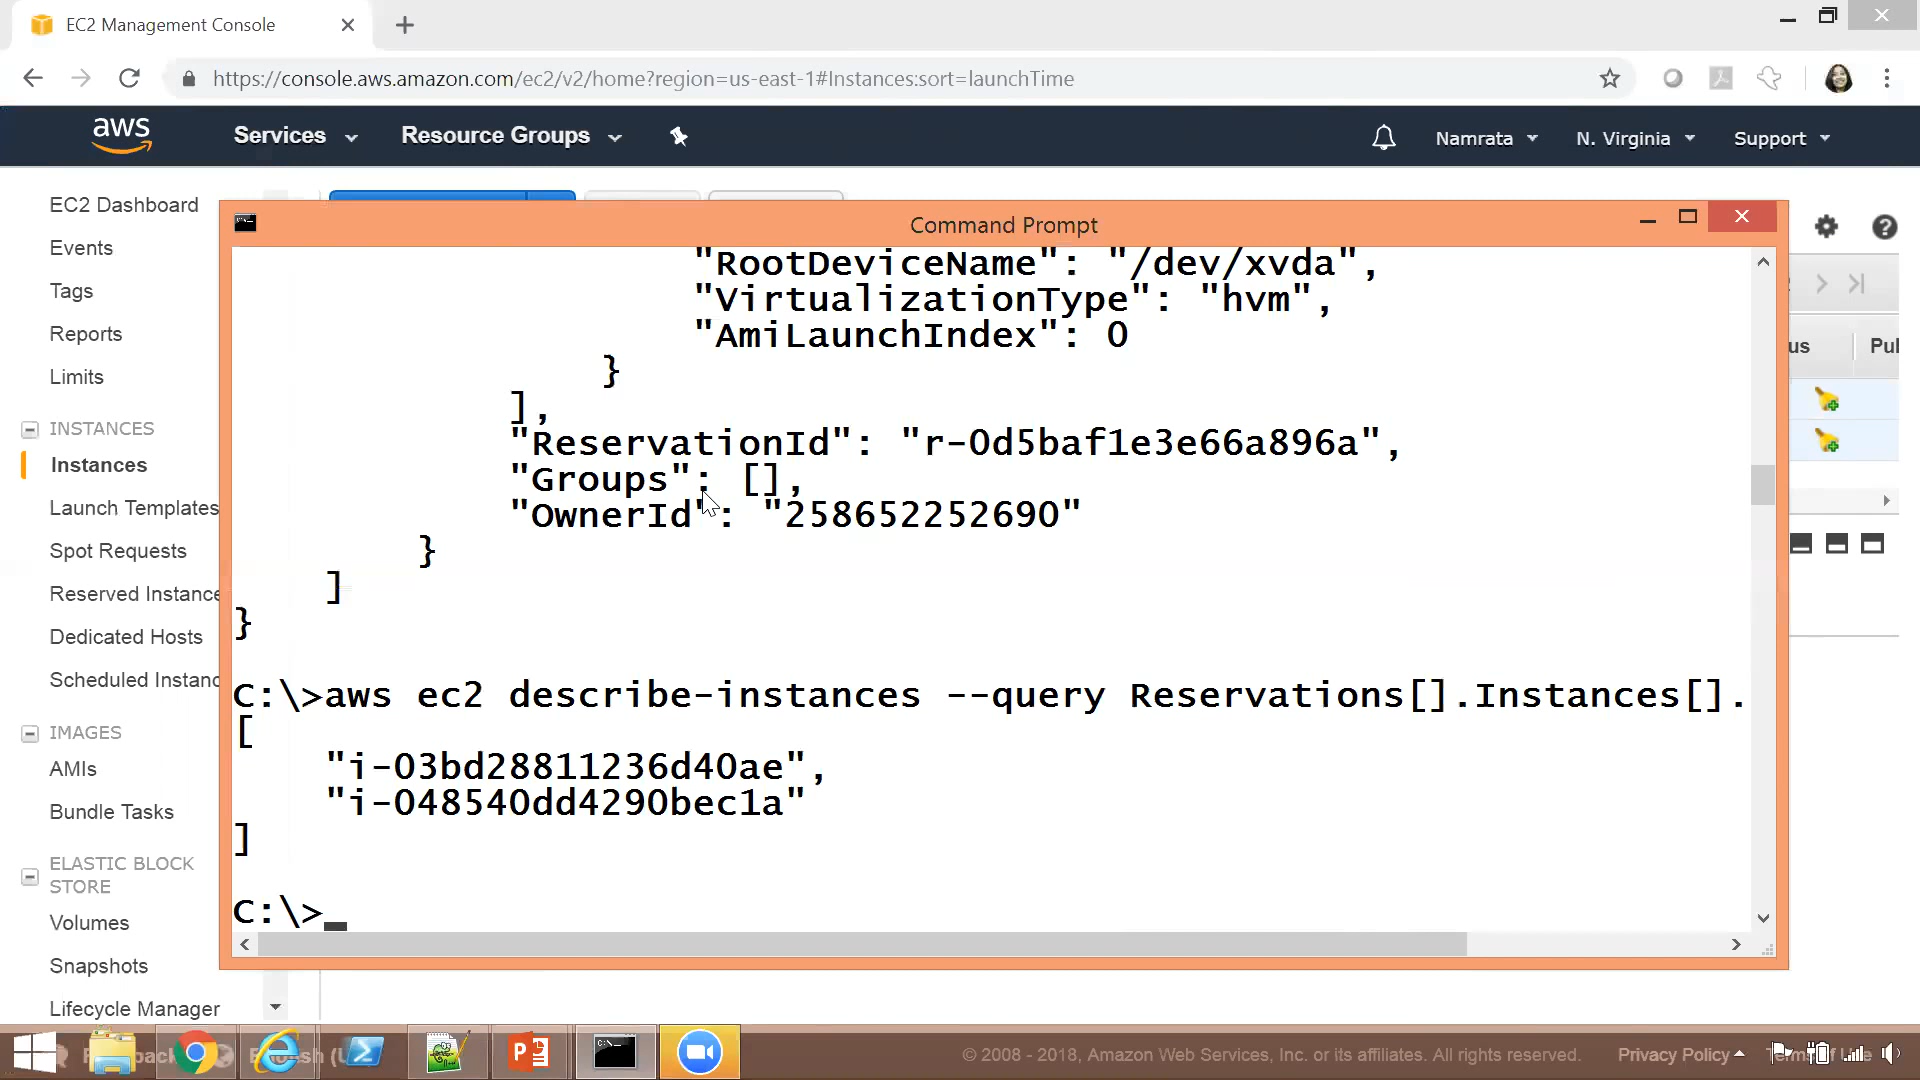 EC2 Management Console
https://console.aws.amazon.com/ec2/v2/home?region=us-east-1#Instances:sort=launchTime
aws
Services
Resource Groups
Namrata
N. Virginia
Support
EC2 Dashboard
Events
Tags
Reports
Limits
INSTANCES
Instances
Launch Templates
Spot Requests
Reserved Instance
Dedicated Hosts
Scheduled Instanc
IMAGES
AMIs
Bundle Tasks
ELASTIC BLOCK
STORE
Volumes
Snapshots
Lifecycle Manager
us
Pul
Command Prompt
"RootDeviceName": "/dev/xvda",
"VirtualizationType": "hvm",
"AmiLaunchIndex": 0
}
],
"ReservationId": "r-0d5baf1e3e66a896a",
"Groups": [],
"OwnerId": "258652252690"
}
]
}
C:\>aws ec2 describe-instances --query Reservations[].Instances[].
[
"i-03bd28811236d40ae",
"i-048540dd4290bec1a"
]
C:\>
© 2008 - 2018, Amazon Web Services, Inc. or its affiliates. All rights reserved.
Privacy Policy